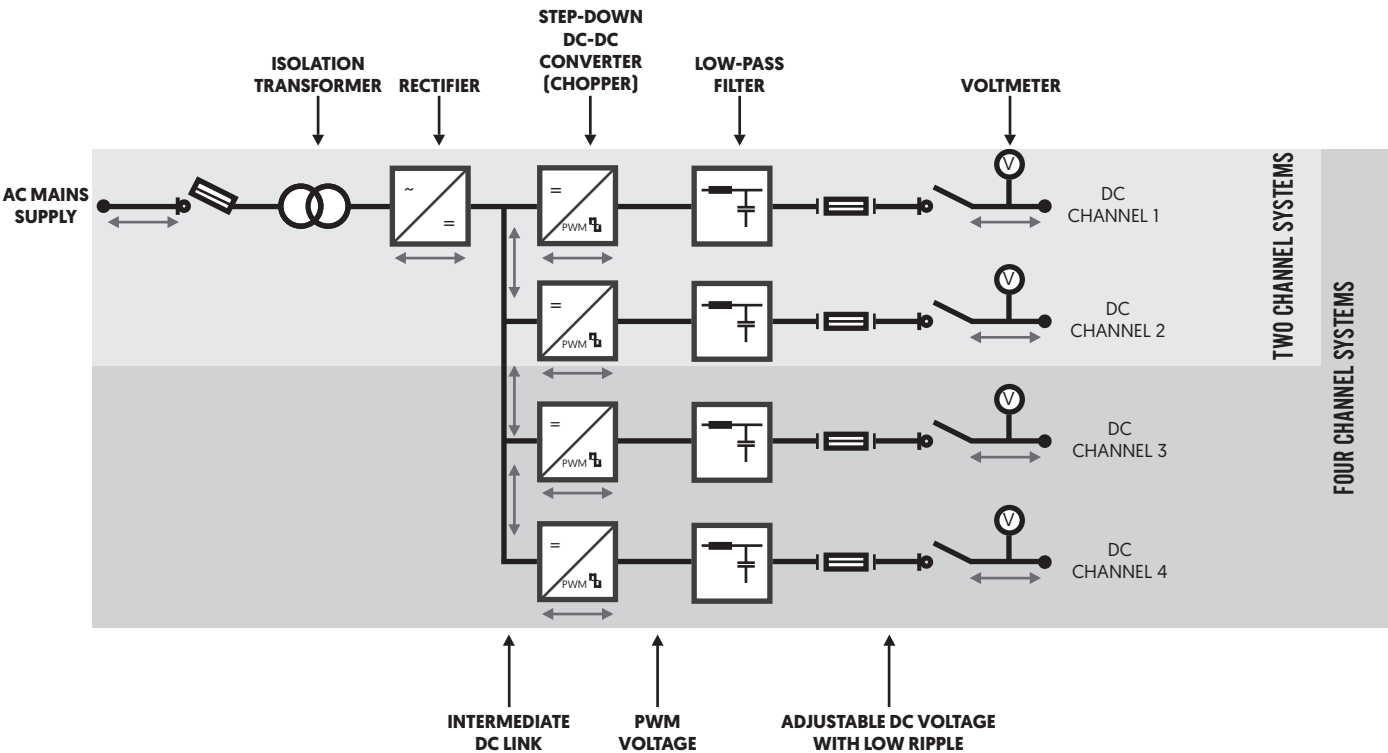 STEP-DOWN
DC-DC
CONVERTER
(CHOPPER)
ISOLATION
TRANSFORMER
RECTIFIER
LOW-PASS
FILTER
VOLTMETER
AC MAINS
SUPPLY
~
=
=
PWM
V
DC
CHANNEL 1
=
PWM
V
DC
CHANNEL 2
=
PWM
V
DC
CHANNEL 3
=
PWM
V
DC
CHANNEL 4
TWO CHANNEL SYSTEMS
FOUR CHANNEL SYSTEMS
INTERMEDIATE
DC LINK
PWM
VOLTAGE
ADJUSTABLE DC VOLTAGE
WITH LOW RIPPLE